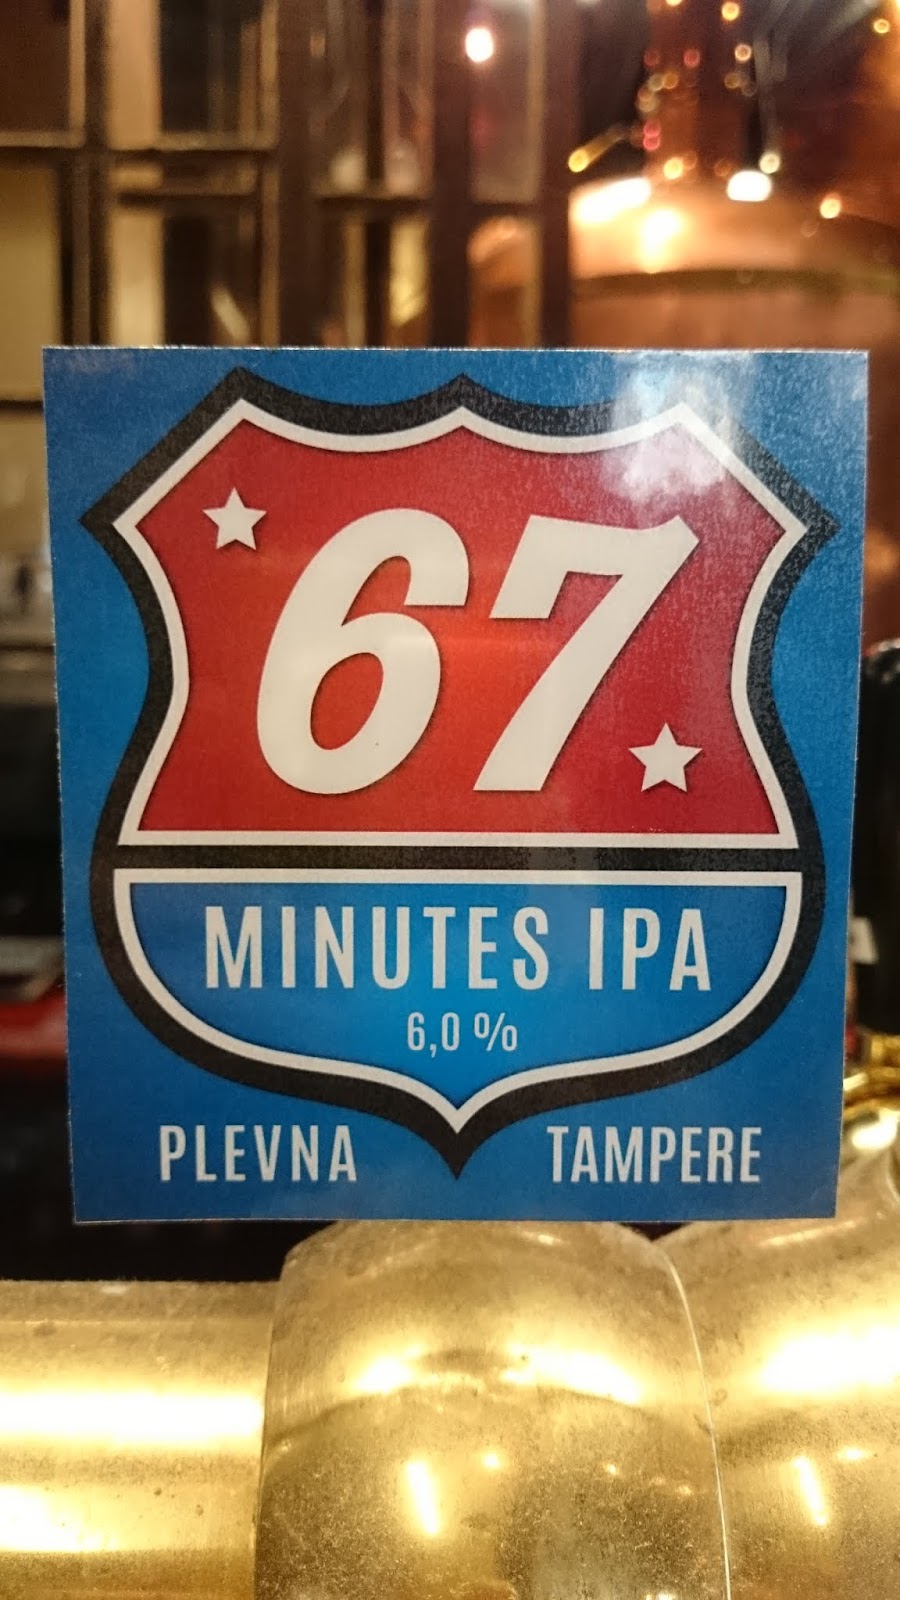 67
MINUTES IPA
6,0 %
PLEVNA TAMPERE